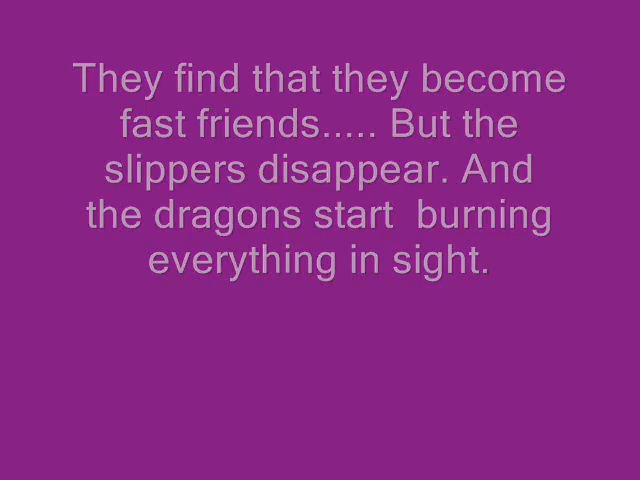 They find that they become
fast friends..... But the
slippers disappear. And
the dragons start  burning
everything in sight.